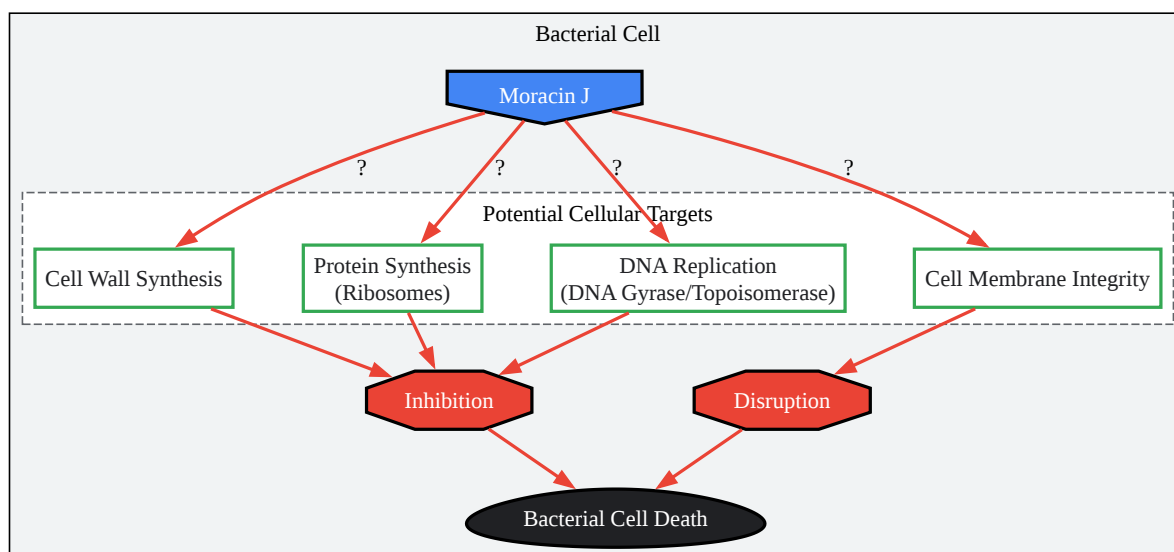 Bacterial Cell
Moracin J
?
?
?
?
Potential Cellular Targets
Cell Wall Synthesis
Protein Synthesis
(Ribosomes)
DNA Replication
(DNA Gyrase/Topoisomerase)
Cell Membrane Integrity
Inhibition
Disruption
Bacterial Cell Death